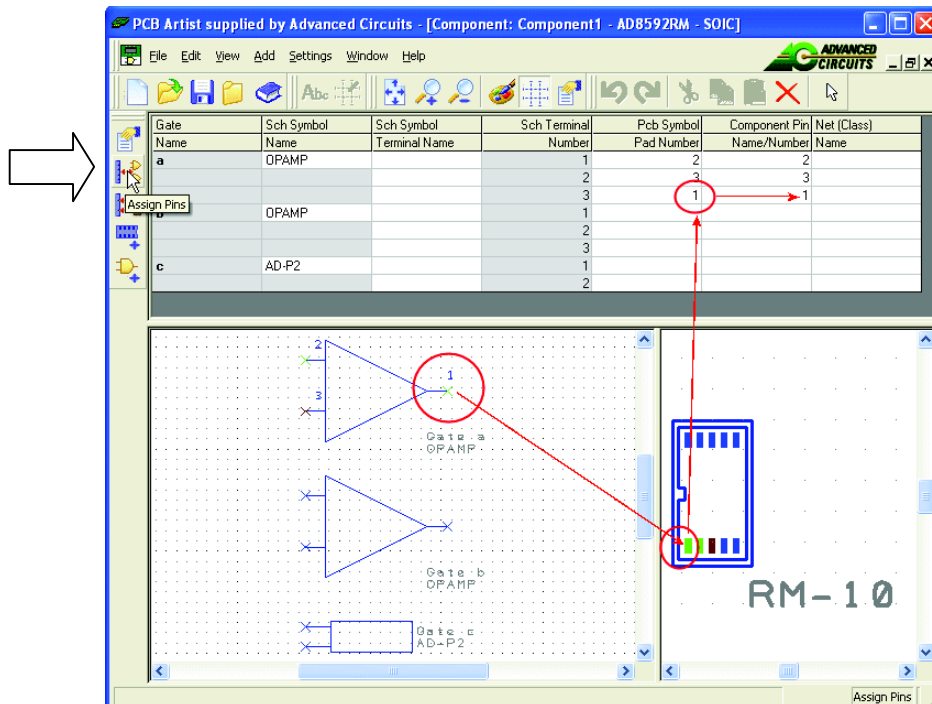 PCB Artist supplied by Advanced Circuits - [Component: Component1 - AD8592RM - SOIC]
File Edit View Add Settings Window Help
ADVANCED
CIRCUITS
Abc
Gate Sch Symbol Sch Symbol Sch Terminal Pcb Symbol Component Pin Net (Class)
Name Name Terminal Name Number Pad Number Name/Number Name
a OPAMP 1 2 2
2 3 3
3 1 1
Assign Pins
b OPAMP 1
2
3
c AD-P2 1
2
2
1
3
Gate a
OPAMP
Gate b
OPAMP
Gate c
AD-P2
RM-10
Assign Pins